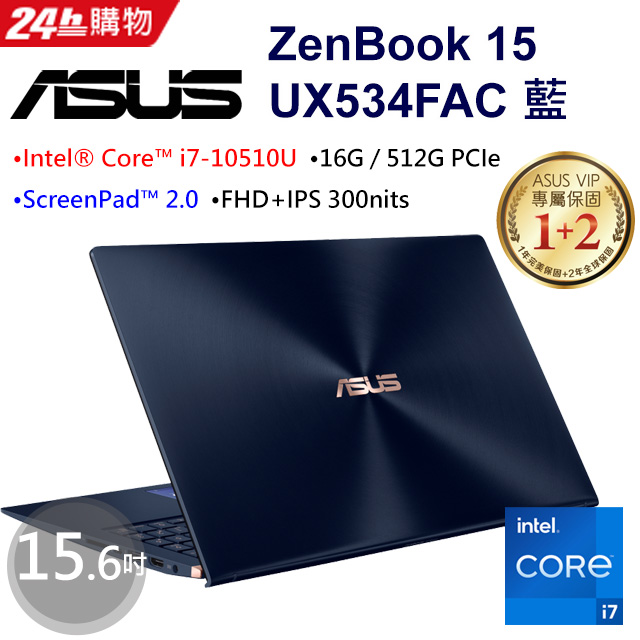 24h購物
ASUS
ZenBook 15
UX534FAC 藍
•Intel® Core™ i7-10510U •16G / 512G PCIe
•ScreenPad™ 2.0 •FHD+IPS 300nits
ASUS VIP
專屬保固
1+2
1年完美保固+2年全球保固
ASUS
15.6吋
intel.
CORE™
i7